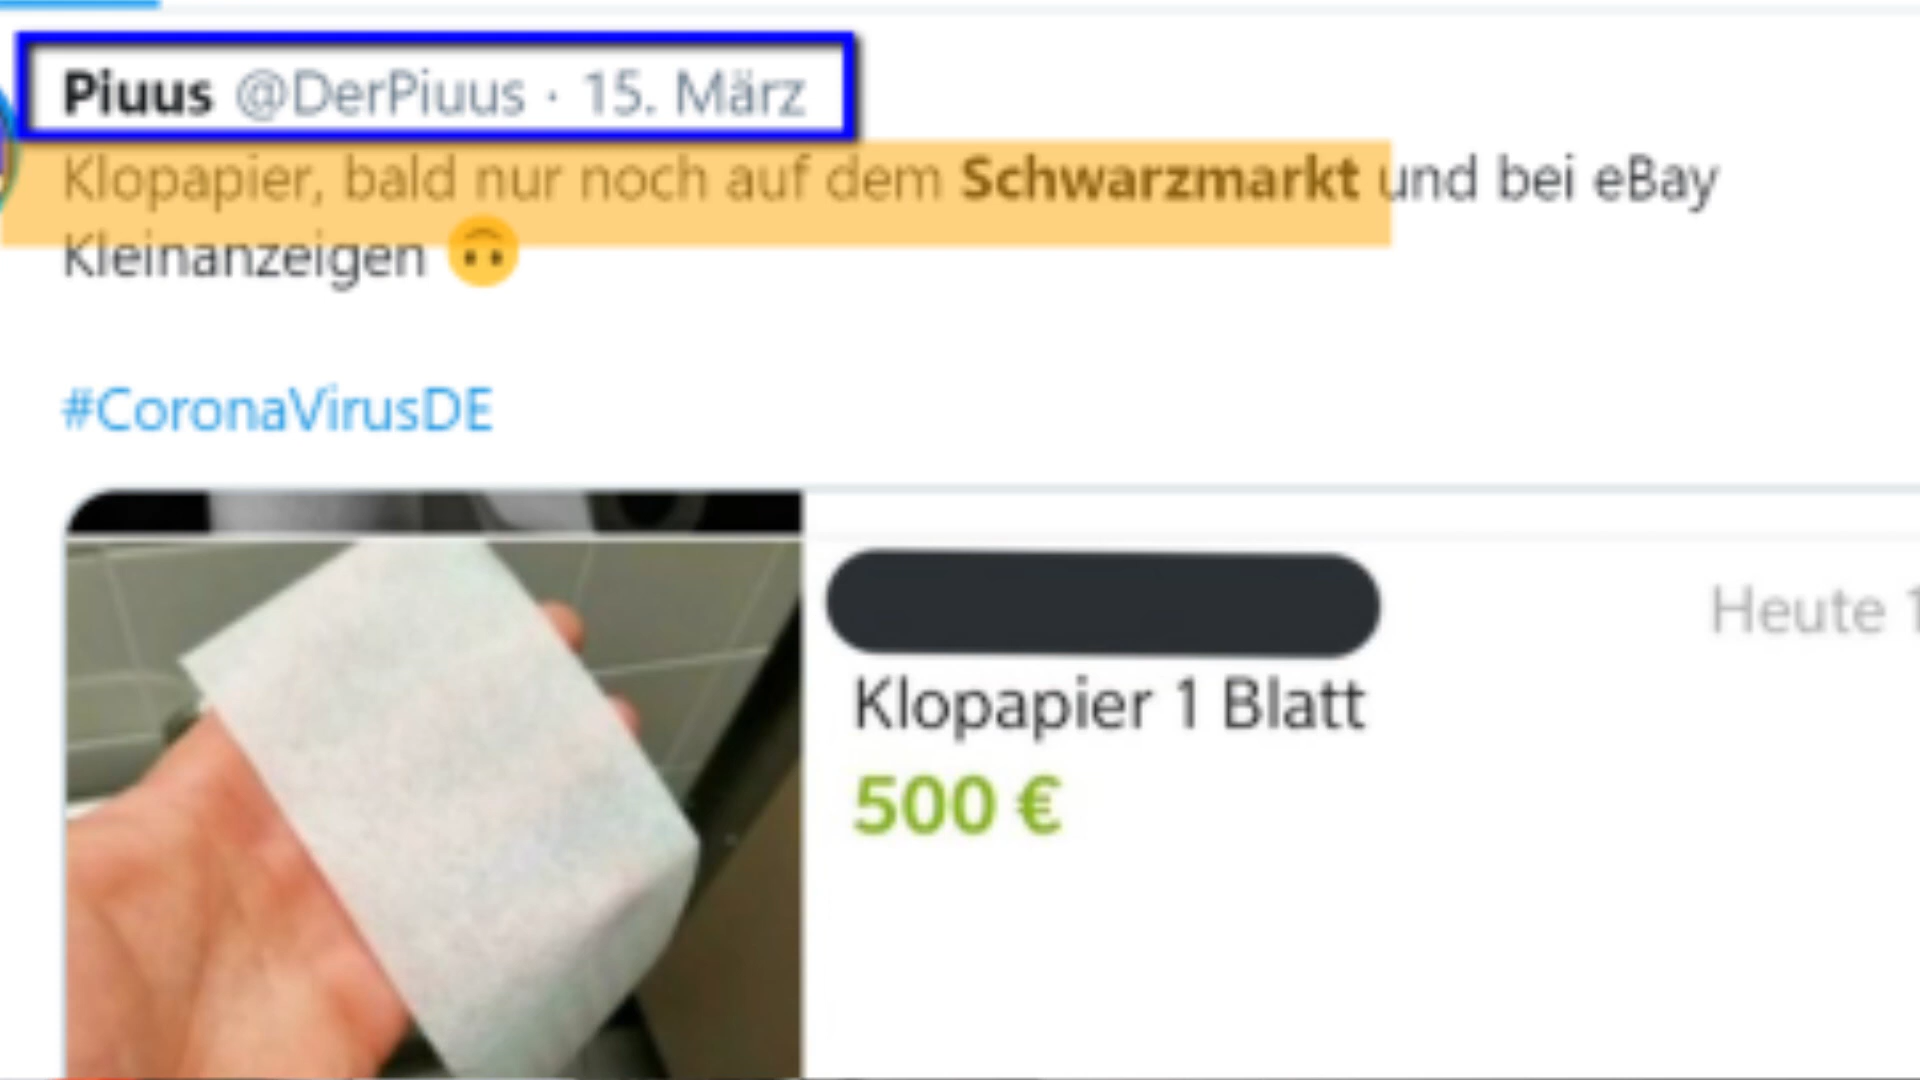 Piuus @DerPiuus · 15. März
Klopapier, bald nur noch auf dem Schwarzmarkt und bei eBay
Kleinanzeigen 🙃
#CoronaVirusDE
Heute 1
Klopapier 1 Blatt
500 €